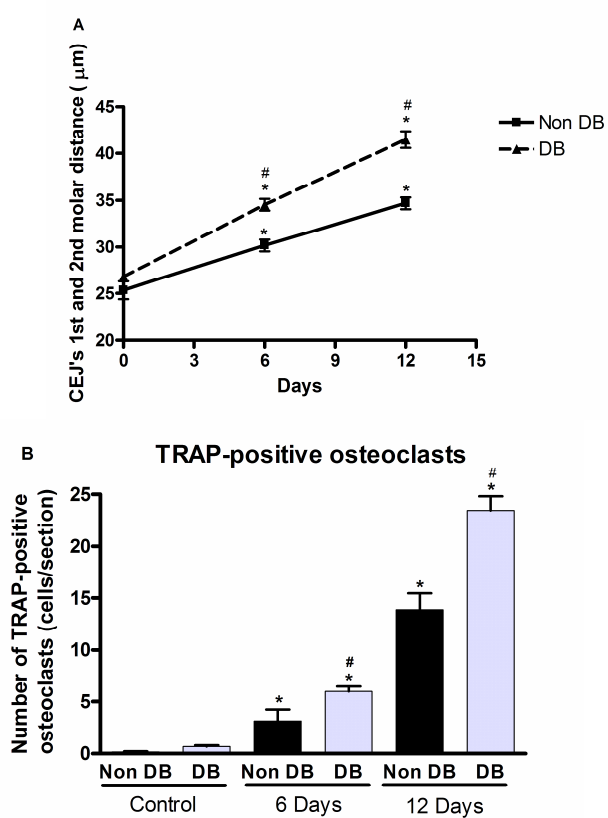 A
CEJ's 1st and 2nd molar distance ( μm)
45
40
35
30
25
20
0
3
6
9
12
15
Days
#
*
*
#
*
*
Non DB
DB
B
TRAP-positive osteoclasts
Number of TRAP-positive
osteoclasts (cells/section)
25
20
15
10
5
0
*
#
*
*
#
*
Non DB DB Non DB DB Non DB DB
Control 6 Days 12 Days